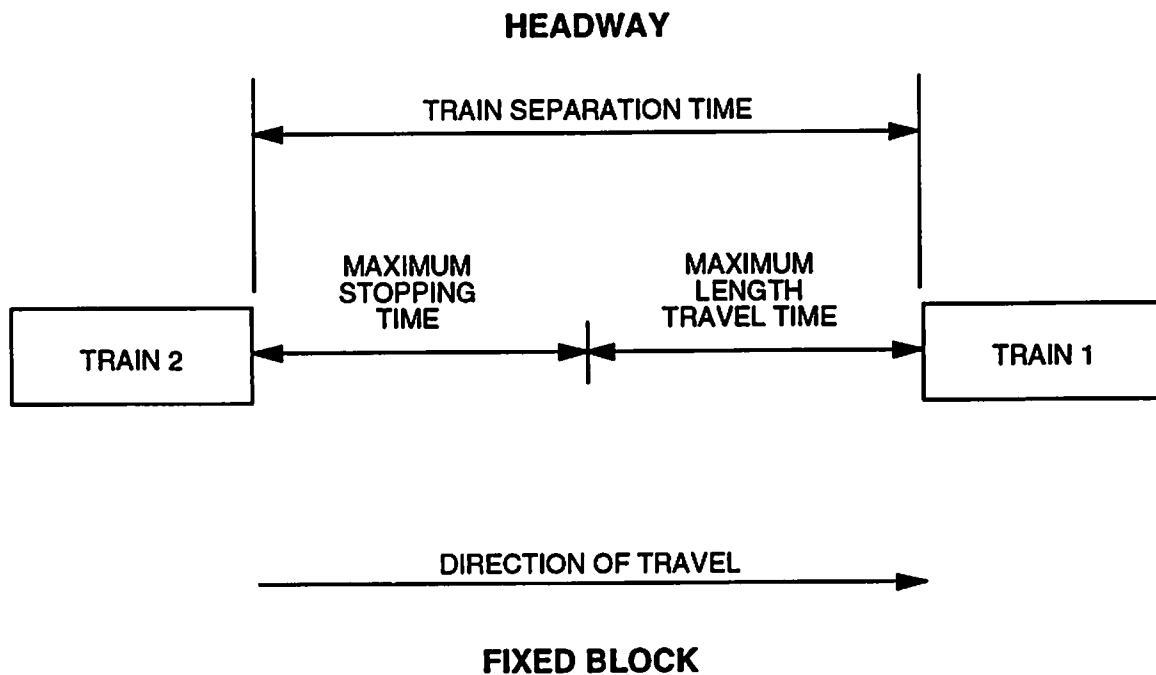 HEADWAY
TRAIN SEPARATION TIME
MAXIMUM
STOPPING
TIME
MAXIMUM
LENGTH
TRAVEL TIME
TRAIN 2
TRAIN 1
DIRECTION OF TRAVEL
FIXED BLOCK